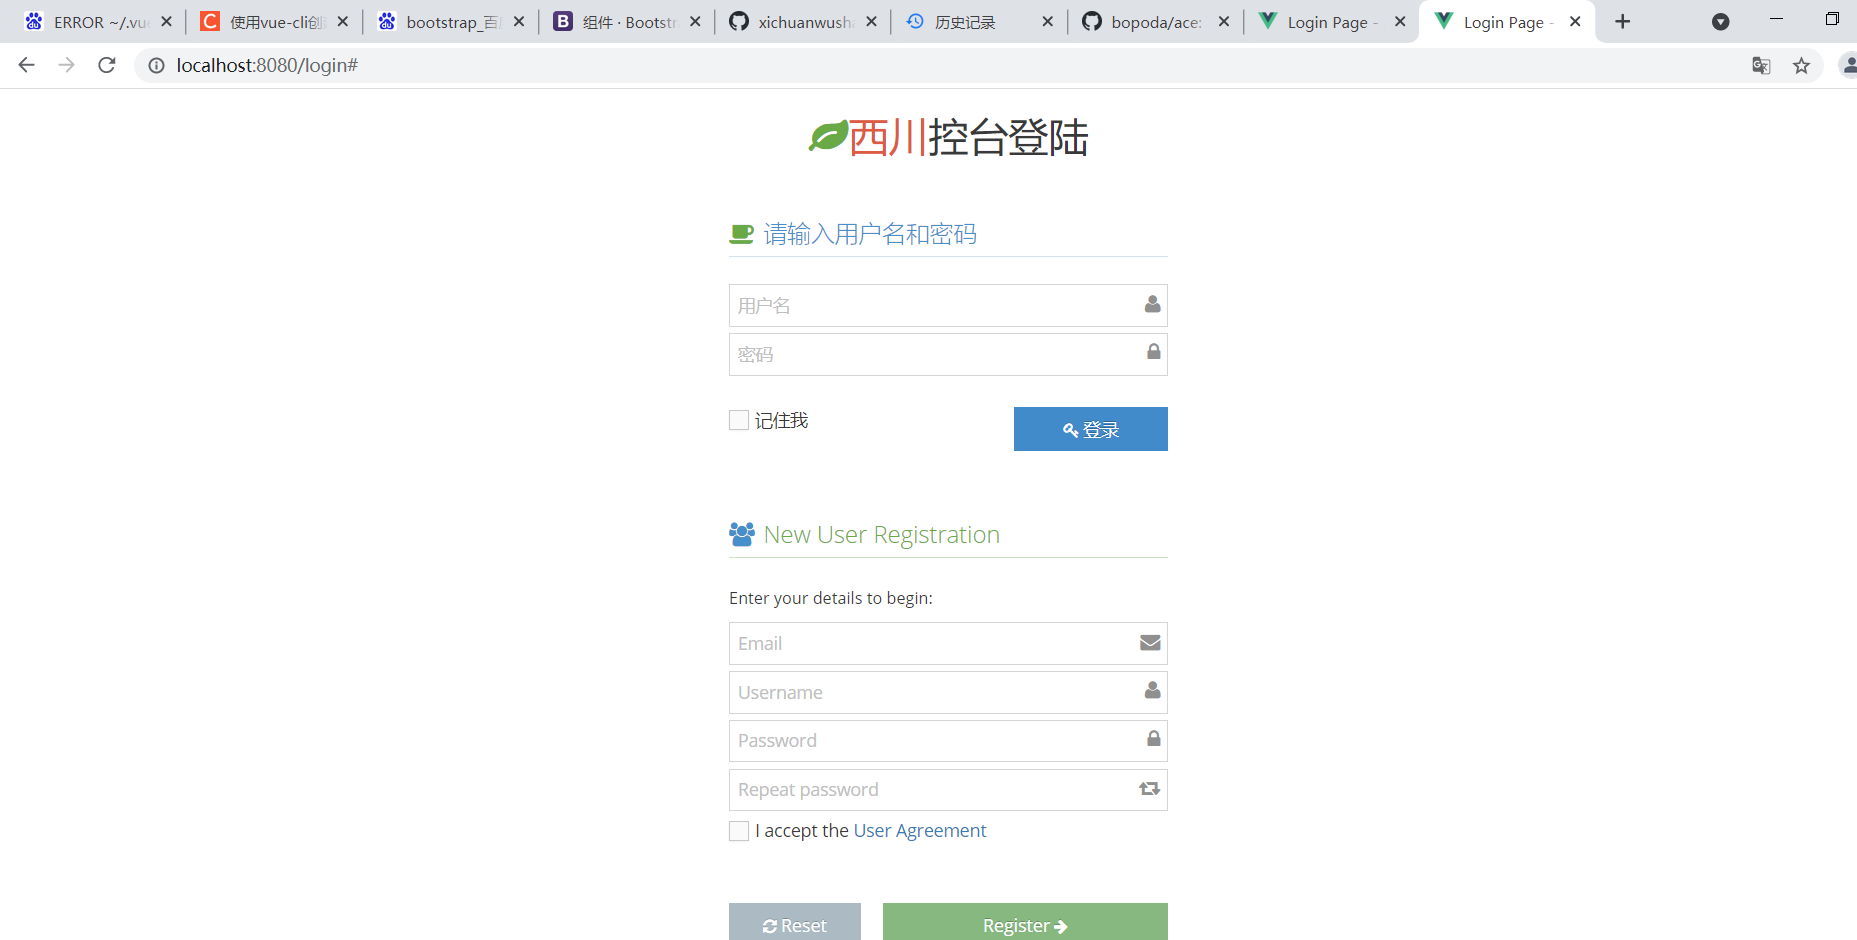 ERROR ~/.vue
使用vue-cli创
bootstrap_百
组件 · Bootstr
xichuanwush
历史记录
bopoda/ace:
Login Page -
Login Page -
localhost:8080/login#
西川控台登陆
请输入用户名和密码
用户名
密码
记住我
登录
New User Registration
Enter your details to begin:
Email
Username
Password
Repeat password
I accept the User Agreement
Reset
Register